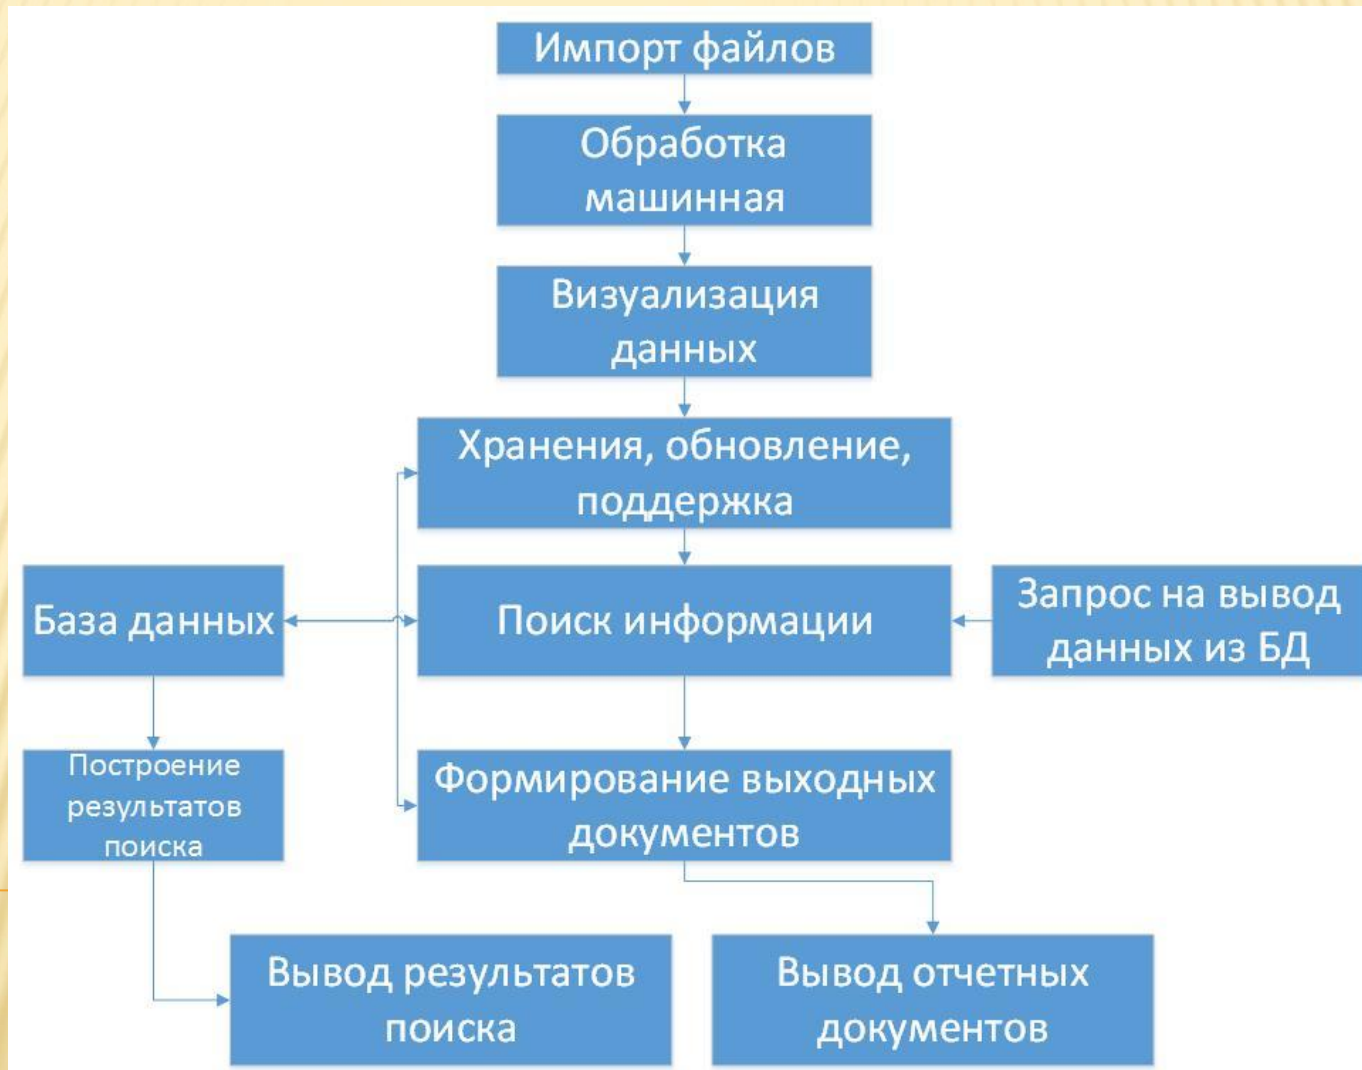 Импорт файлов
Обработка
машинная
Визуализация
данных
Хранения, обновление,
поддержка
База данных
Поиск информации
Запрос на вывод
данных из БД
Построение
результатов
поиска
Формирование выходных
документов
Вывод результатов
поиска
Вывод отчетных
документов